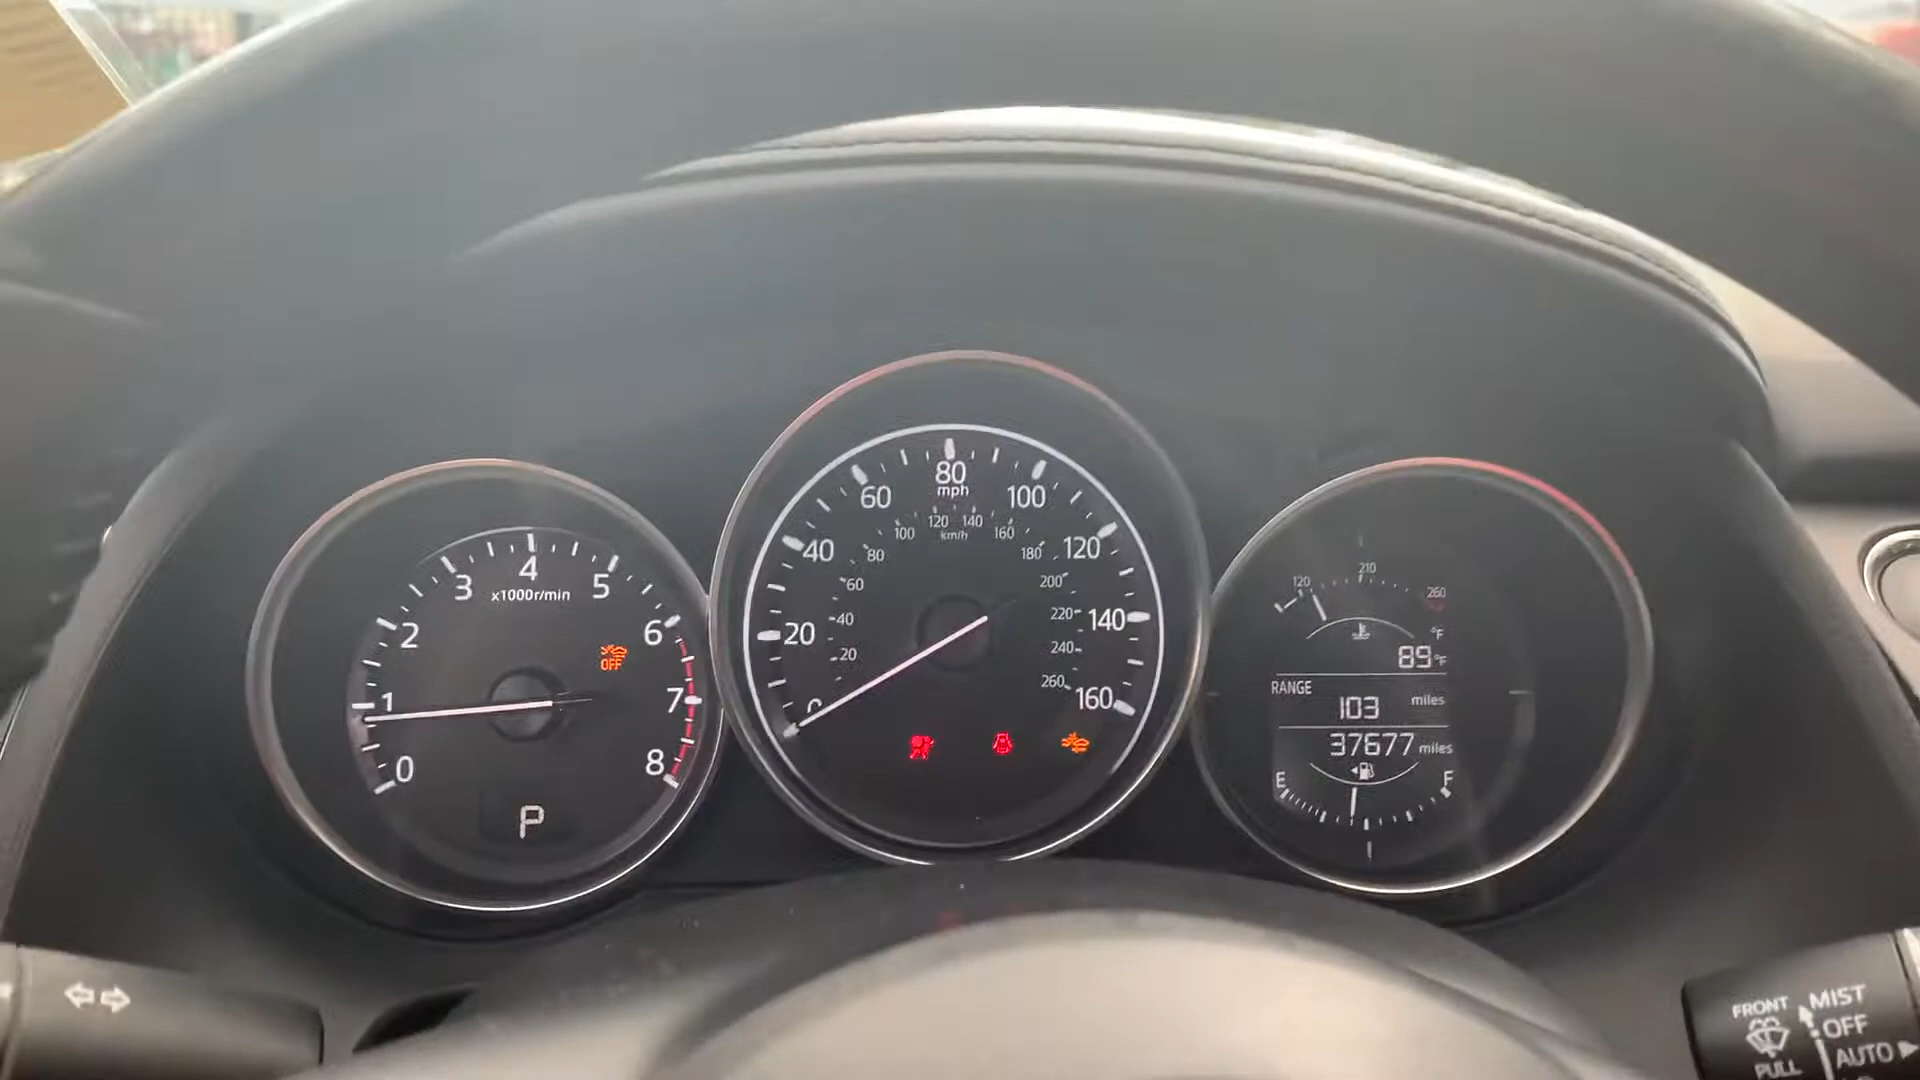 0
1
2
3
4
5
6
7
8
x1000r/min
OFF
P
0
20
40
60
80
100
120
140
160
mph
20
40
60
80
100
120
140
160
180
200
220
240
260
km/h
120
210
260
°F
89°F
RANGE
103 miles
37677 miles
E F
FRONT
PULL
MIST
OFF
AUTO